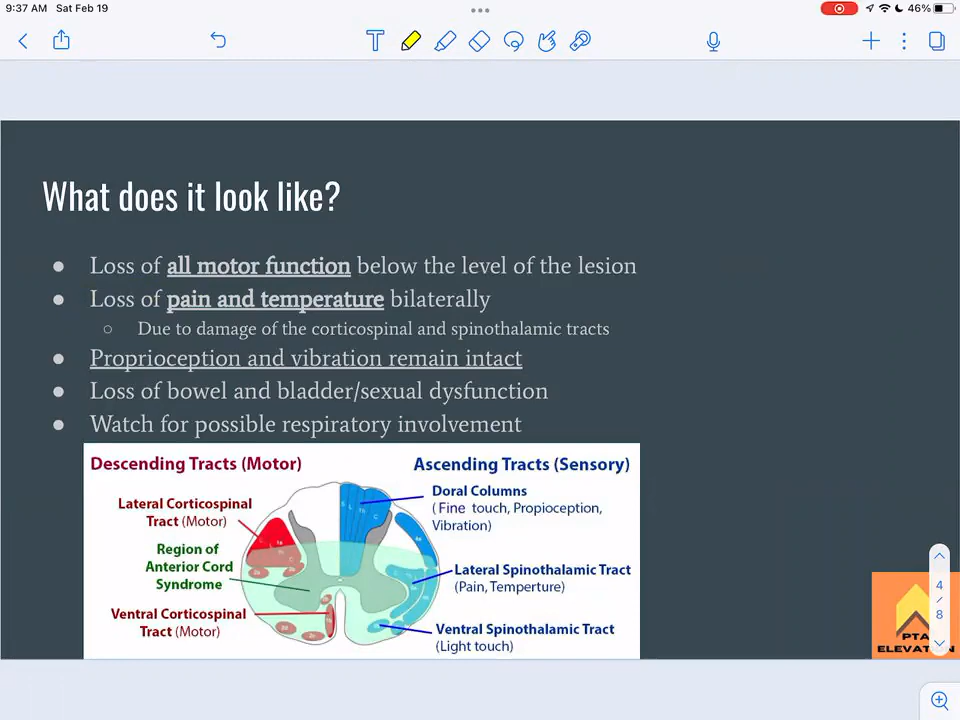 9:37 AM Sat Feb 19
46%
What does it look like?
● Loss of all motor function below the level of the lesion
● Loss of pain and temperature bilaterally
○ Due to damage of the corticospinal and spinothalamic tracts
● Proprioception and vibration remain intact
● Loss of bowel and bladder/sexual dysfunction
● Watch for possible respiratory involvement
Descending Tracts (Motor)
Ascending Tracts (Sensory)
Lateral Corticospinal
Tract (Motor)
Region of
Anterior Cord
Syndrome
Ventral Corticospinal
Tract (Motor)
Doral Columns
(Fine touch, Propioception,
Vibration)
Lateral Spinothalamic Tract
(Pain, Temperture)
Ventral Spinothalamic Tract
(Light touch)
4
/
8
PTA